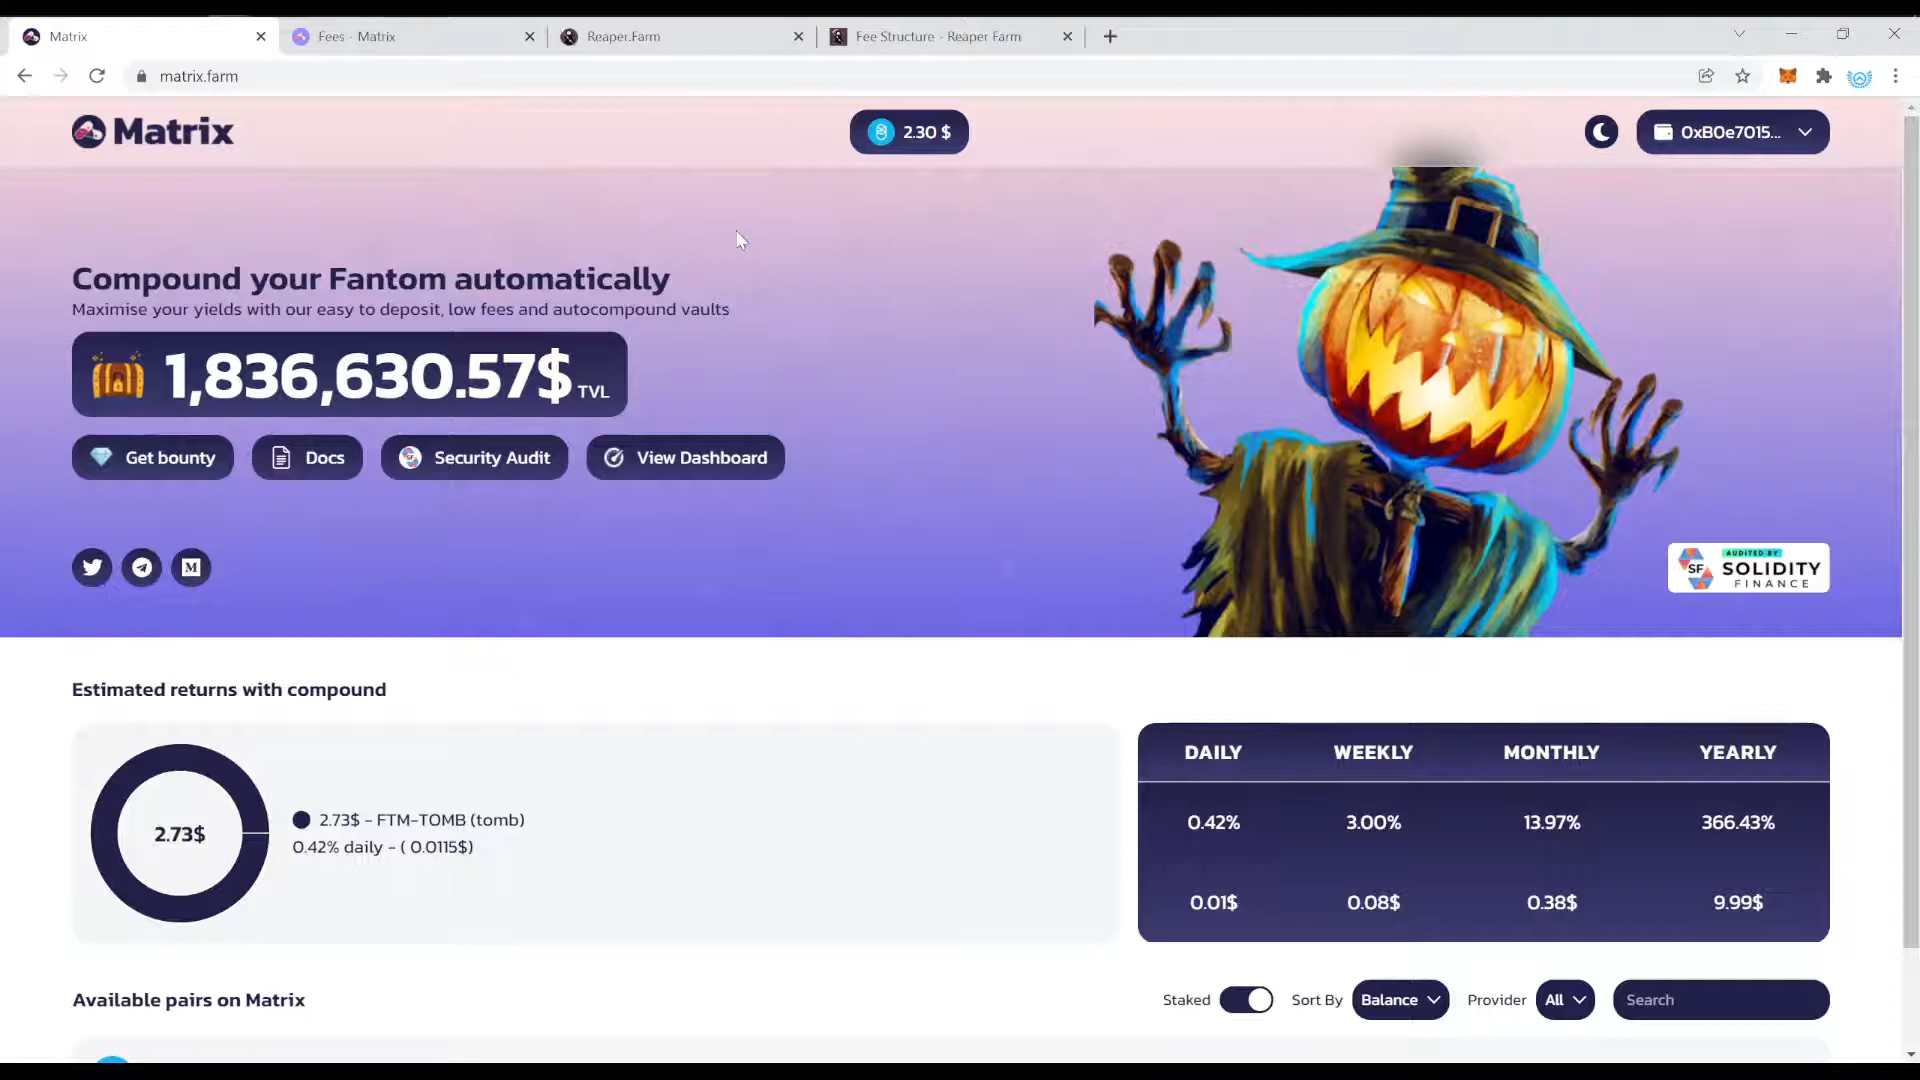 Matrix
Fees - Matrix
Reaper.Farm
Fee Structure - Reaper Farm
matrix.farm
Matrix
2.30 $
0xB0e7015...
Compound your Fantom automatically
Maximise your yields with our easy to deposit, low fees and autocompound vaults
1,836,630.57$ TVL
Get bounty
Docs
Security Audit
View Dashboard
AUDITED BY
SF
SOLIDITY
FINANCE
Estimated returns with compound
2.73$
2.73$ - FTM-TOMB (tomb)
0.42% daily - ( 0.0115$)
DAILY WEEKLY MONTHLY YEARLY
0.42% 3.00% 13.97% 366.43%
0.01$ 0.08$ 0.38$ 9.99$
Available pairs on Matrix
Staked
Sort By
Balance
Provider
All
Search